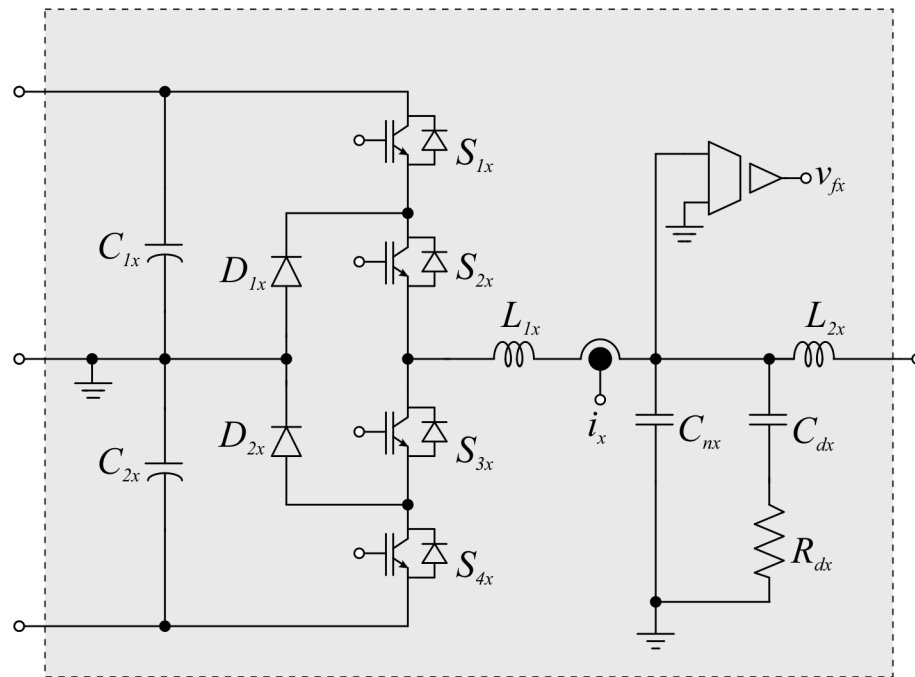 S1x
vfx
C1x
D1x
S2x
L1x
L2x
ix
Cnx
Cdx
D2x
S3x
C2x
S4x
Rdx